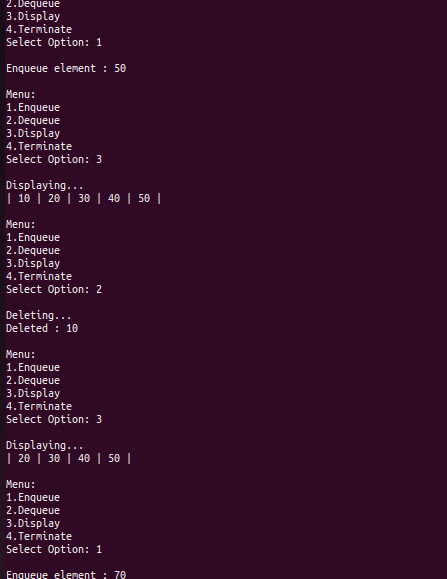 2.Dequeue
3.Display
4.Terminate
Select Option: 1
Enqueue element : 50
Menu:
1.Enqueue
2.Dequeue
3.Display
4.Terminate
Select Option: 3
Displaying...
| 10 | 20 | 30 | 40 | 50 |
Menu:
1.Enqueue
2.Dequeue
3.Display
4.Terminate
Select Option: 2
Deleting...
Deleted : 10
Menu:
1.Enqueue
2.Dequeue
3.Display
4.Terminate
Select Option: 3
Displaying...
| 20 | 30 | 40 | 50 |
Menu:
1.Enqueue
2.Dequeue
3.Display
4.Terminate
Select Option: 1
Enqueue element : 70